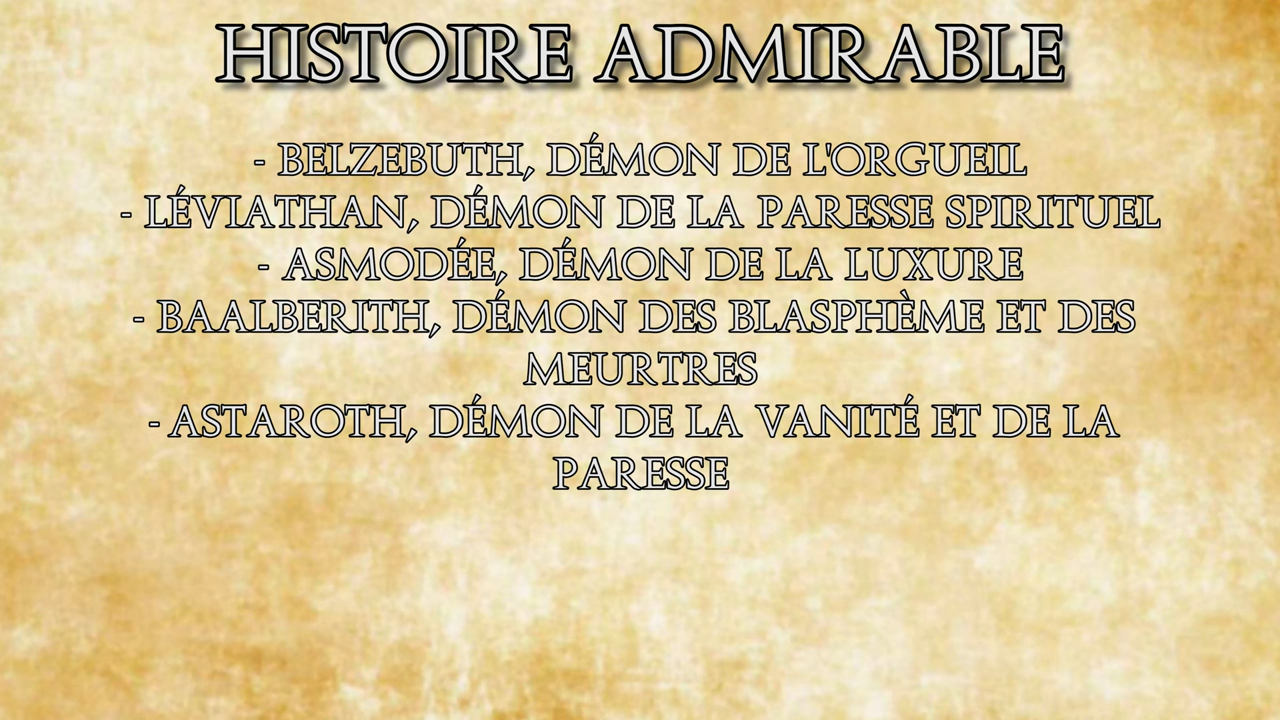 HISTOIRE ADMIRABLE
- BELZEBUTH, DÉMON DE L'ORGUEIL
- LÉVIATHAN, DÉMON DE LA PARESSE SPIRITUEL
- ASMODÉE, DÉMON DE LA LUXURE
- BAALBERITH, DÉMON DES BLASPHÈME ET DES
MEURTRES
- ASTAROTH, DÉMON DE LA VANITÉ ET DE LA
PARESSE